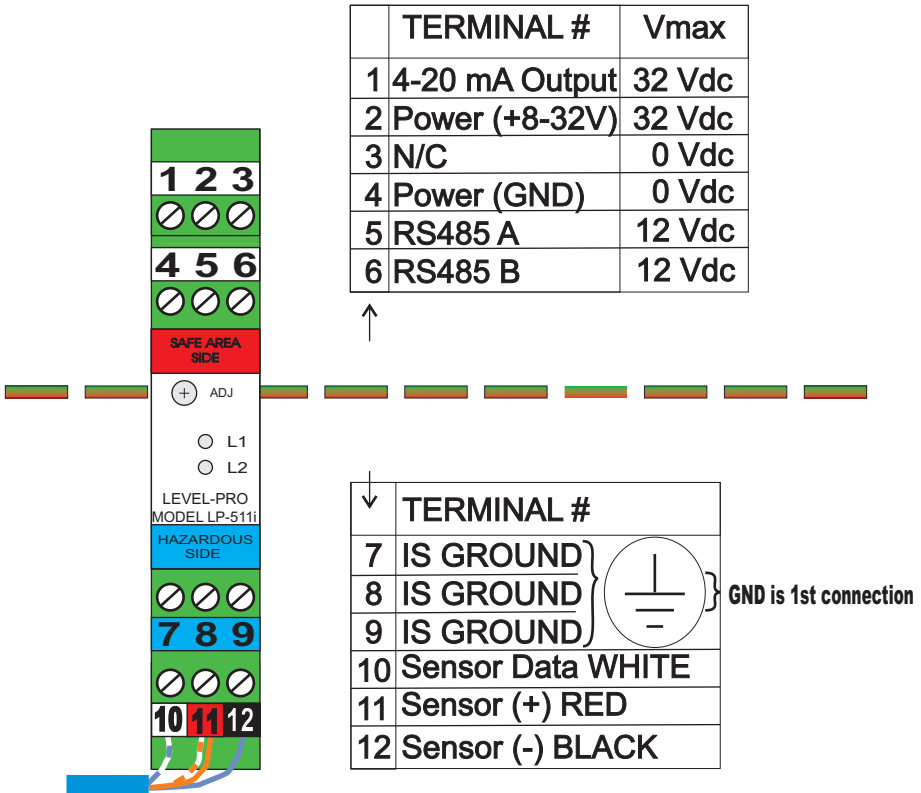 TERMINAL # Vmax
1 4-20 mA Output 32 Vdc
2 Power (+8-32V) 32 Vdc
3 N/C 0 Vdc
4 Power (GND) 0 Vdc
5 RS485 A 12 Vdc
6 RS485 B 12 Vdc
1 2 3
4 5 6
SAFE AREA
SIDE
ADJ
L1
L2
LEVEL-PRO
MODEL LP-511i
HAZARDOUS
SIDE
7 8 9
10 11 12
TERMINAL #
7 IS GROUND
8 IS GROUND
9 IS GROUND
GND is 1st connection
10 Sensor Data WHITE
11 Sensor (+) RED
12 Sensor (-) BLACK